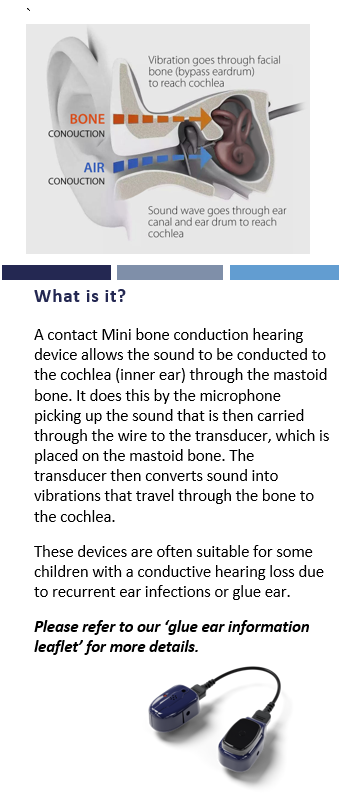 `
Vibration goes through facial
bone (bypass eardrum)
to reach cochlea
BONE
CONOUCTION
AIR
CONOUCTION
Sound wave goes through ear
canal and ear drum to reach
cochlea
What is it?
A contact Mini bone conduction hearing
device allows the sound to be conducted to
the cochlea (inner ear) through the mastoid
bone. It does this by the microphone
picking up the sound that is then carried
through the wire to the transducer, which is
placed on the mastoid bone. The
transducer then converts sound into
vibrations that travel through the bone to
the cochlea.
These devices are often suitable for some
children with a conductive hearing loss due
to recurrent ear infections or glue ear.
Please refer to our ‘glue ear information
leaflet’ for more details.